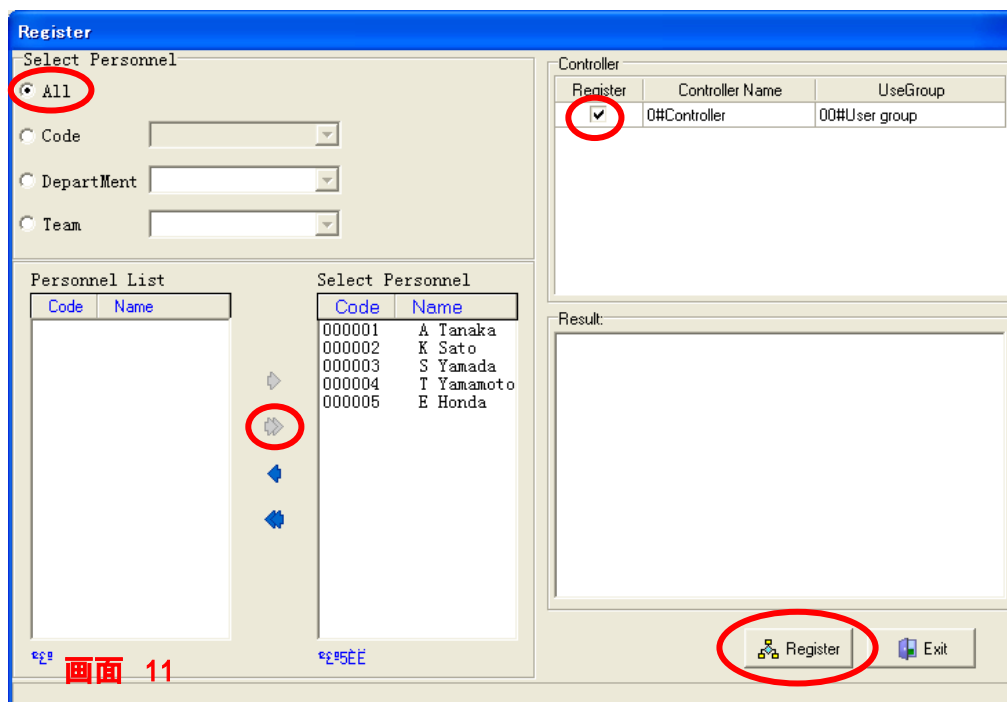 Register
Select Personnel
All
Code
DepartMent
Team
Controller
Register Controller Name UseGroup
0#Controller 00#User group
Personnel List
Code Name
Select Personnel
Code Name
000001 A Tanaka
000002 K Sato
000003 S Yamada
000004 T Yamamoto
000005 E Honda
Result:
画面 11
Register
Exit